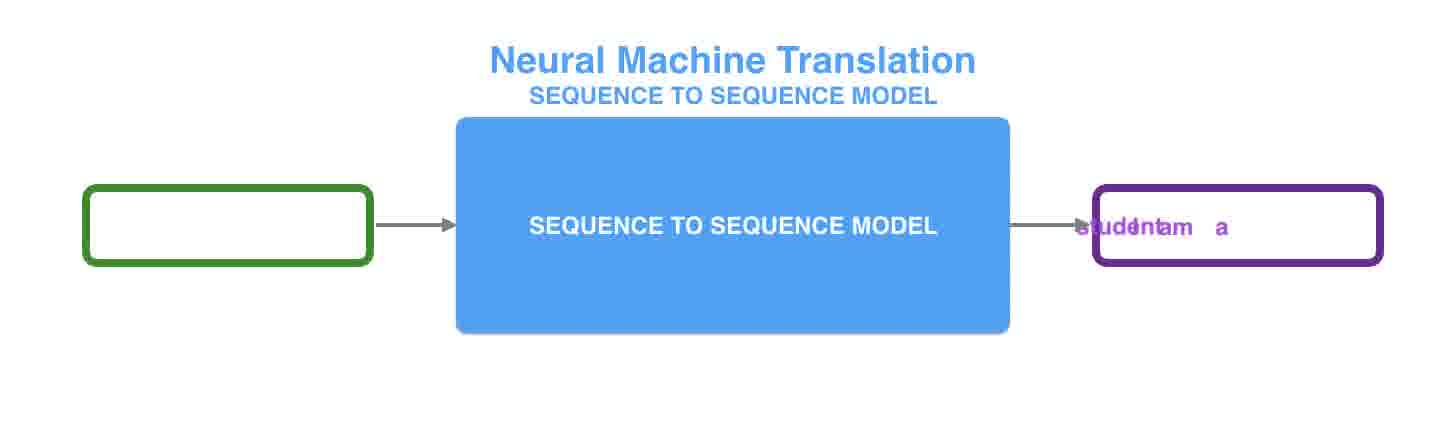 Neural Machine Translation
SEQUENCE TO SEQUENCE MODEL
SEQUENCE TO SEQUENCE MODEL
student I am a